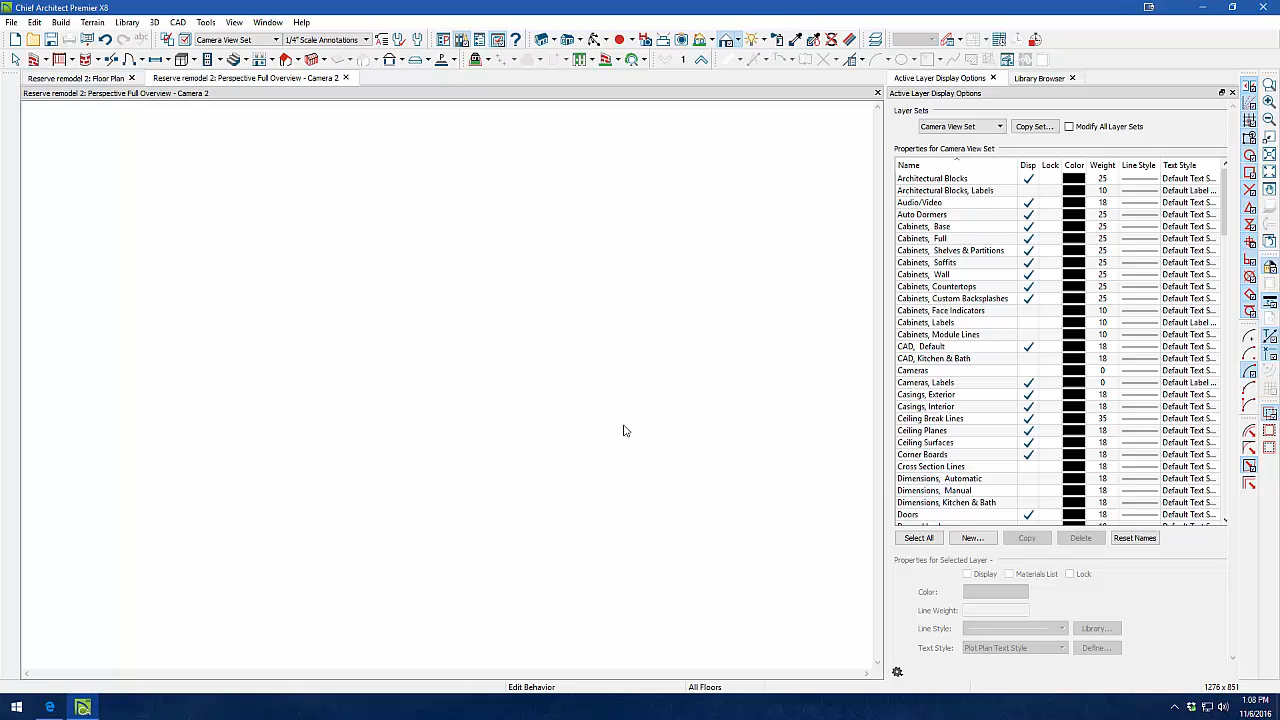 Chief Architect Premier X8
File Edit Build Terrain Library 3D CAD Tools View Window Help
Camera View Set 1/4" Scale Annotations
1
Reserve remodel 2: Floor Plan Reserve remodel 2: Perspective Full Overview - Camera 2
Active Layer Display Options Library Browser
Reserve remodel 2: Perspective Full Overview - Camera 2
Active Layer Display Options
Layer Sets
Camera View Set Copy Set... Modify All Layer Sets
Properties for Camera View Set
Name Disp Lock Color Weight Line Style Text Style
Architectural Blocks 25 Default Text S...
Architectural Blocks, Labels 10 Default Label ...
Audio/Video 18 Default Text S...
Auto Dormers 25 Default Text S...
Cabinets, Base 25 Default Text S...
Cabinets, Full 25 Default Text S...
Cabinets, Shelves & Partitions 25 Default Text S...
Cabinets, Soffits 25 Default Text S...
Cabinets, Wall 25 Default Text S...
Cabinets, Countertops 25 Default Text S...
Cabinets, Custom Backsplashes 25 Default Text S...
Cabinets, Face Indicators 10 Default Text S...
Cabinets, Labels 10 Default Label ...
Cabinets, Module Lines 10 Default Text S...
CAD, Default 18 Default Text S...
CAD, Kitchen & Bath 18 Default Text S...
Cameras 0 Default Text S...
Cameras, Labels 0 Default Label ...
Casings, Exterior 18 Default Text S...
Casings, Interior 18 Default Text S...
Ceiling Break Lines 35 Default Text S...
Ceiling Planes 18 Default Text S...
Ceiling Surfaces 18 Default Text S...
Corner Boards 18 Default Text S...
Cross Section Lines 18 Default Text S...
Dimensions, Automatic 18 Default Text S...
Dimensions, Manual 18 Default Text S...
Dimensions, Kitchen & Bath 18 Default Text S...
Doors 18 Default Text S...
Select All New... Copy Delete Reset Names
Properties for Selected Layer -
Display Materials List Lock
Color:
Line Weight:
Line Style: Library...
Text Style: Plot Plan Text Style Define...
Edit Behavior All Floors 1276 x 851
1:08 PM
11/6/2016